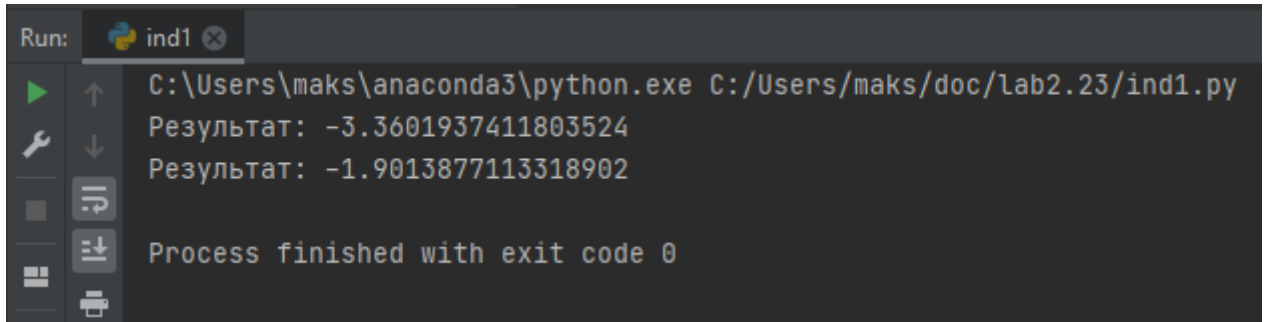 Run: ind1
C:\Users\maks\anaconda3\python.exe C:/Users/maks/doc/lab2.23/ind1.py
Результат: -3.3601937411803524
Результат: -1.9013877113318902
Process finished with exit code 0